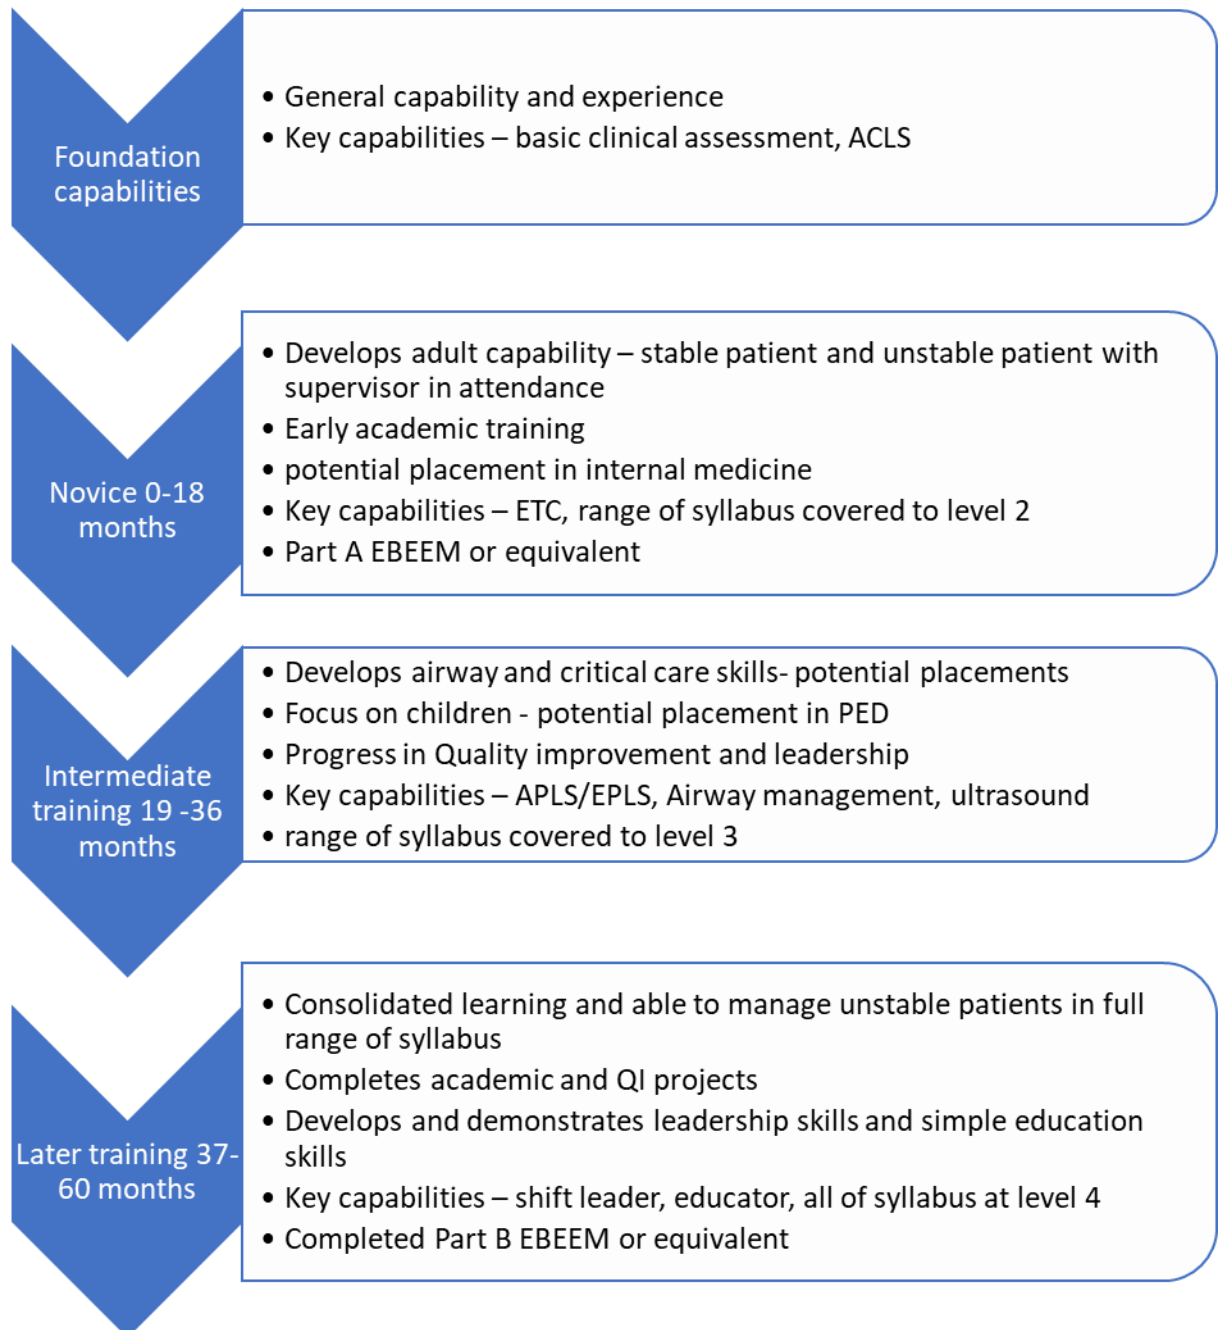 Foundation
capabilities
• General capability and experience
• Key capabilities – basic clinical assessment, ACLS
Novice 0-18
months
• Develops adult capability – stable patient and unstable patient with
supervisor in attendance
• Early academic training
• potential placement in internal medicine
• Key capabilities – ETC, range of syllabus covered to level 2
• Part A EBEEM or equivalent
Intermediate
training 19 -36
months
• Develops airway and critical care skills- potential placements
• Focus on children - potential placement in PED
• Progress in Quality improvement and leadership
• Key capabilities – APLS/EPLS, Airway management, ultrasound
• range of syllabus covered to level 3
Later training 37-
60 months
• Consolidated learning and able to manage unstable patients in full
range of syllabus
• Completes academic and QI projects
• Develops and demonstrates leadership skills and simple education
skills
• Key capabilities – shift leader, educator, all of syllabus at level 4
• Completed Part B EBEEM or equivalent